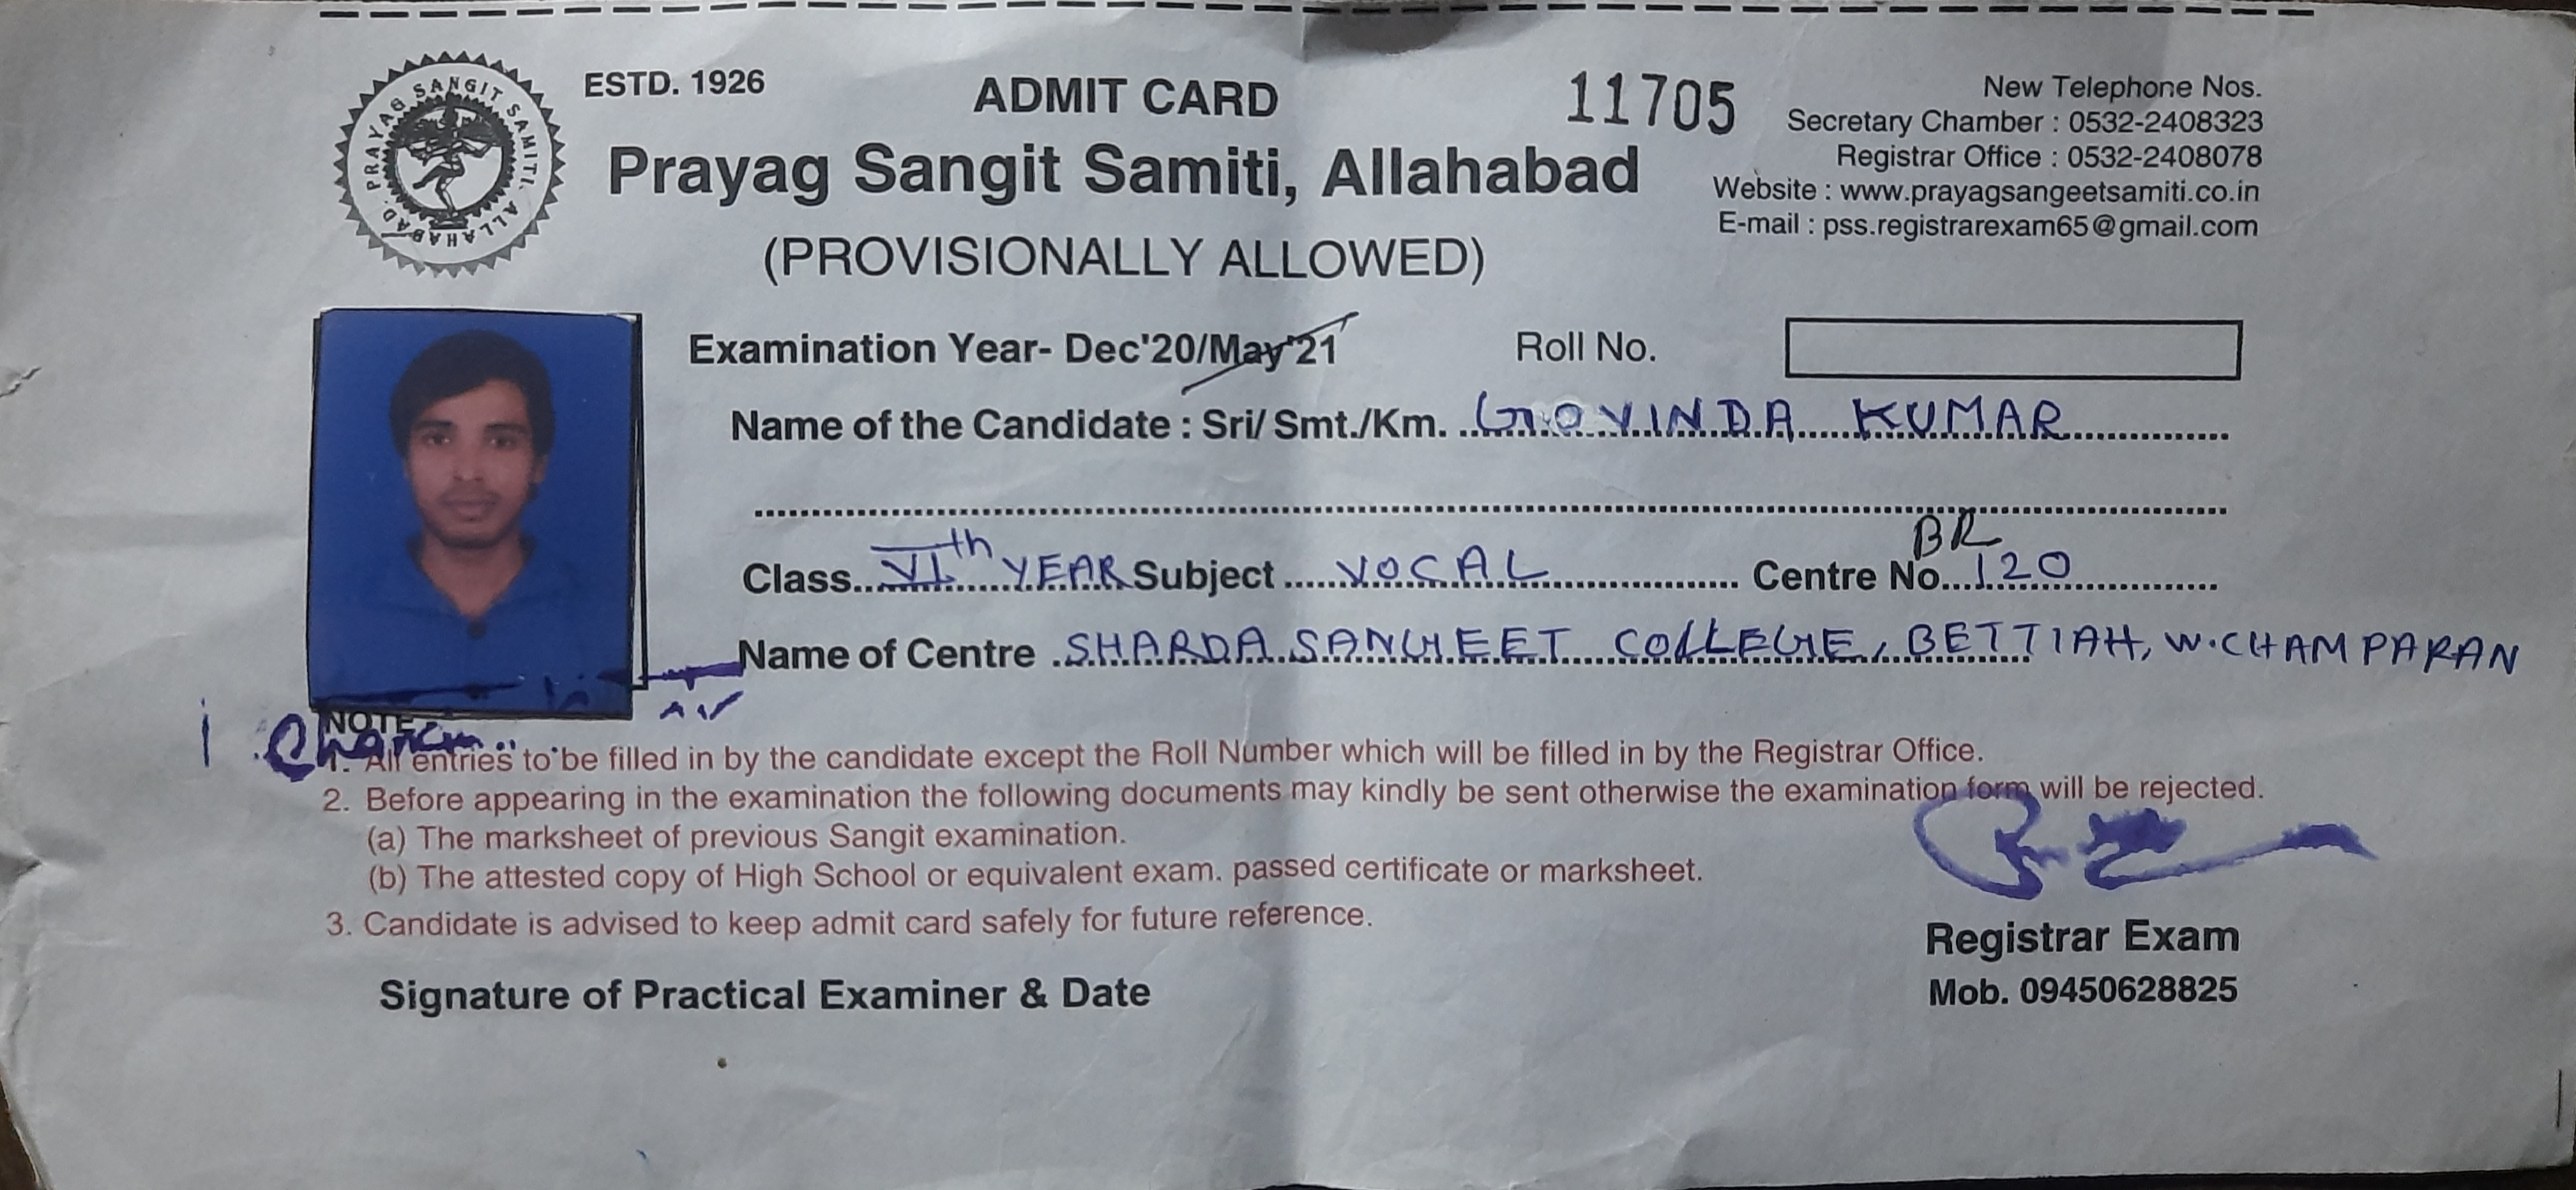 ESTD. 1926
ADMIT CARD
11705
PRAYAG SANGIT SAMITI. ALLAHABAD.
Prayag Sangit Samiti, Allahabad
(PROVISIONALLY ALLOWED)
New Telephone Nos.
Secretary Chamber : 0532-2408323
Registrar Office : 0532-2408078
Website : www.prayagsangeetsamiti.co.in
E-mail : pss.registrarexam65@gmail.com
Examination Year- Dec'20/May'21 Roll No.
Name of the Candidate : Sri/ Smt./Km. GOVINDA KUMAR
Class VIth YEAR Subject VOCAL Centre No. BR 120
Name of Centre SHARDA SANGEET COLLEGE, BETTIAH, W.CHAMPARAN
NOTE
1. All entries to be filled in by the candidate except the Roll Number which will be filled in by the Registrar Office.
2. Before appearing in the examination the following documents may kindly be sent otherwise the examination form will be rejected.
(a) The marksheet of previous Sangit examination.
(b) The attested copy of High School or equivalent exam. passed certificate or marksheet.
3. Candidate is advised to keep admit card safely for future reference.
Registrar Exam
Signature of Practical Examiner & Date
Mob. 09450628825